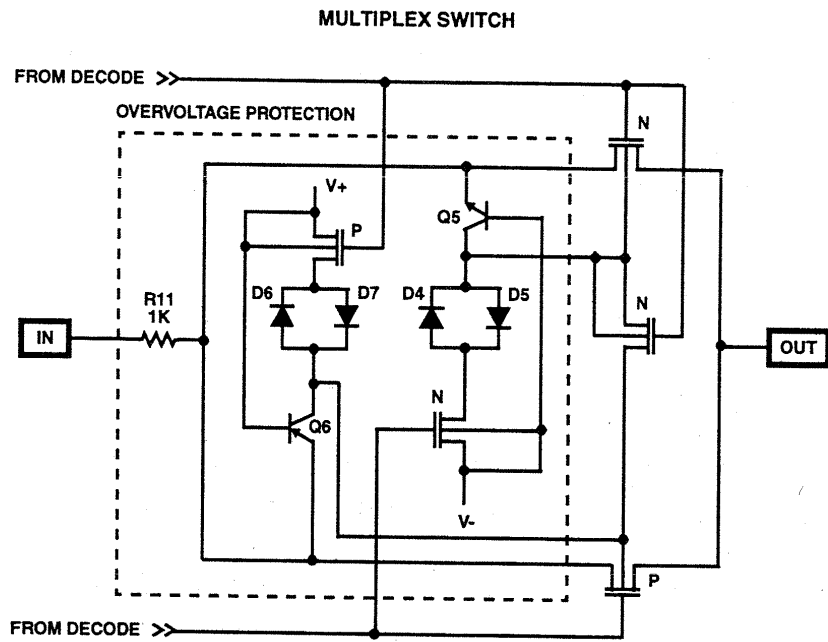 MULTIPLEX SWITCH
FROM DECODE
OVERVOLTAGE PROTECTION
N
V+
Q5
P
D6
D7
D4
D5
N
R11
1K
IN
OUT
N
Q6
V-
P
FROM DECODE